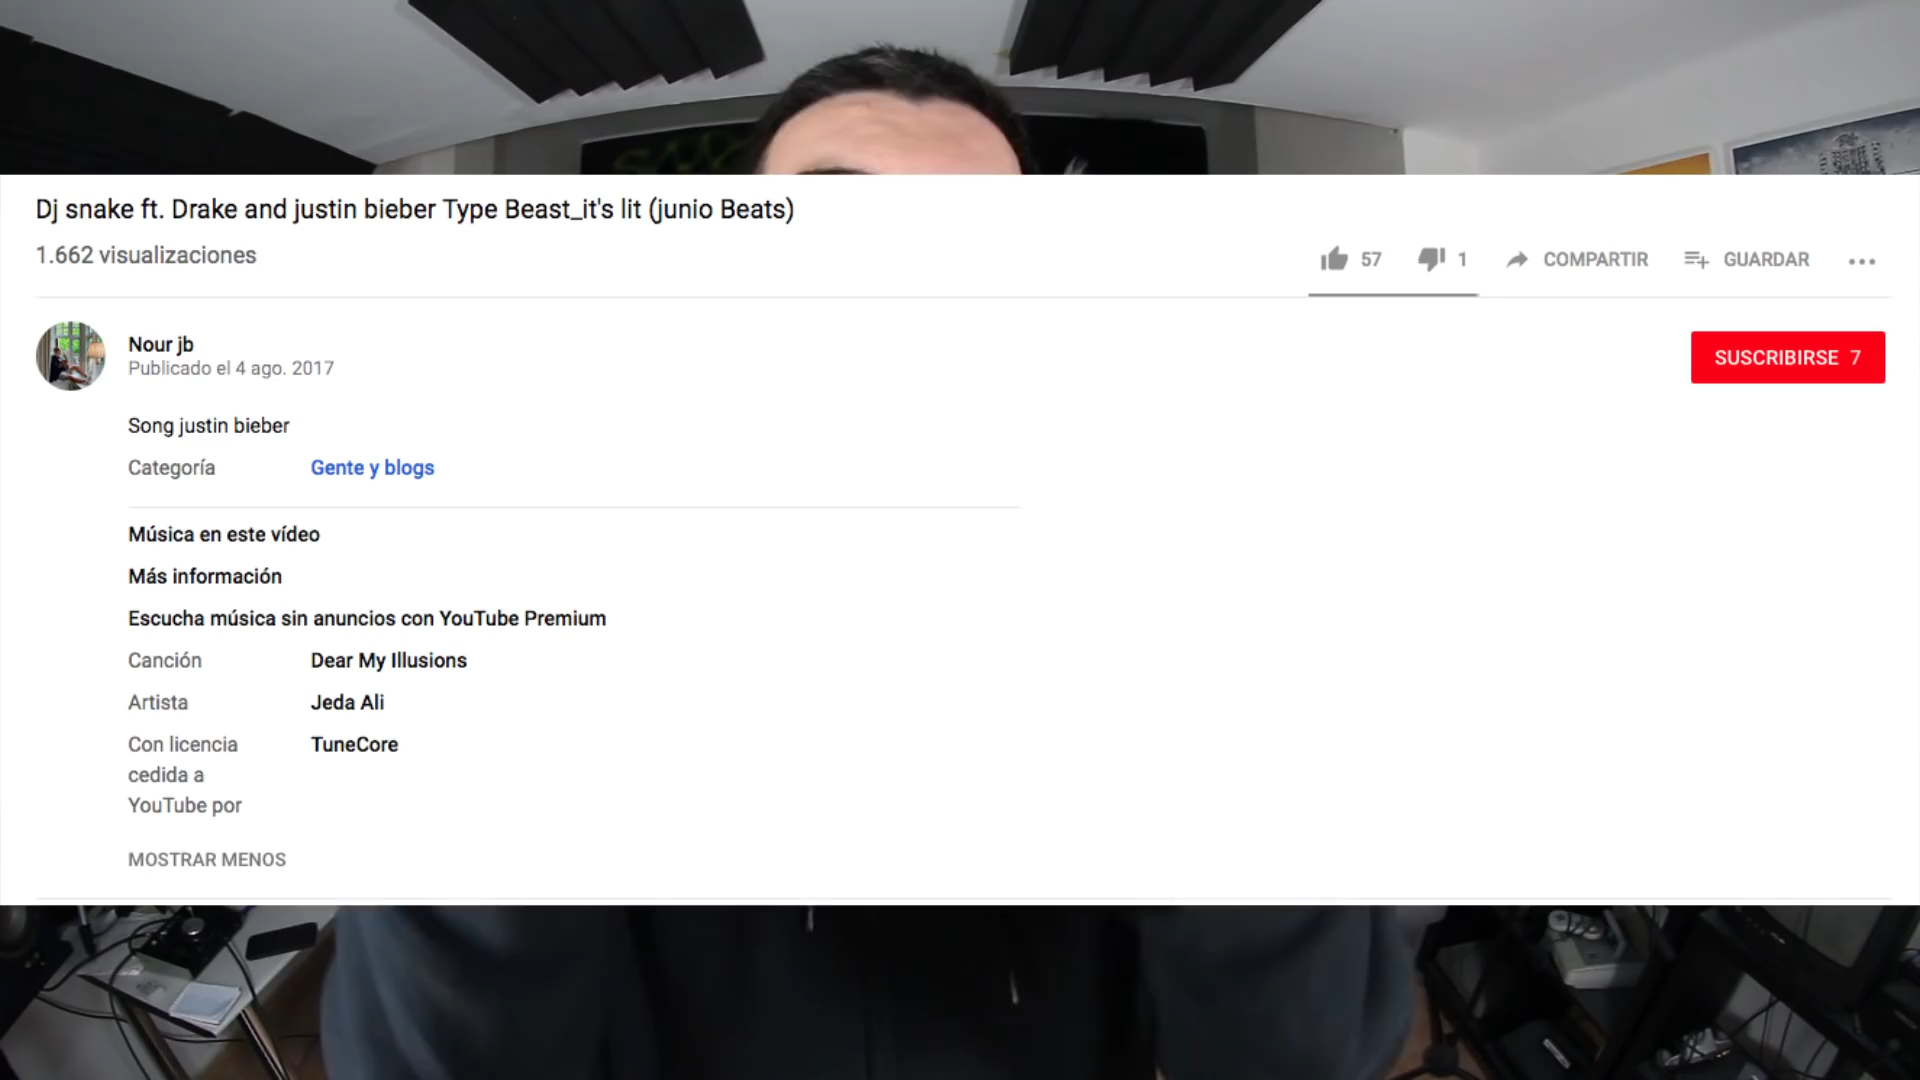 Dj snake ft. Drake and justin bieber Type Beast_it's lit (junio Beats)
1.662 visualizaciones
57
1
COMPARTIR
GUARDAR
Nour jb
Publicado el 4 ago. 2017
SUSCRIBIRSE 7
Song justin bieber
Categoría Gente y blogs
Música en este vídeo
Más información
Escucha música sin anuncios con YouTube Premium
Canción Dear My Illusions
Artista Jeda Ali
Con licencia TuneCore
cedida a
YouTube por
MOSTRAR MENOS